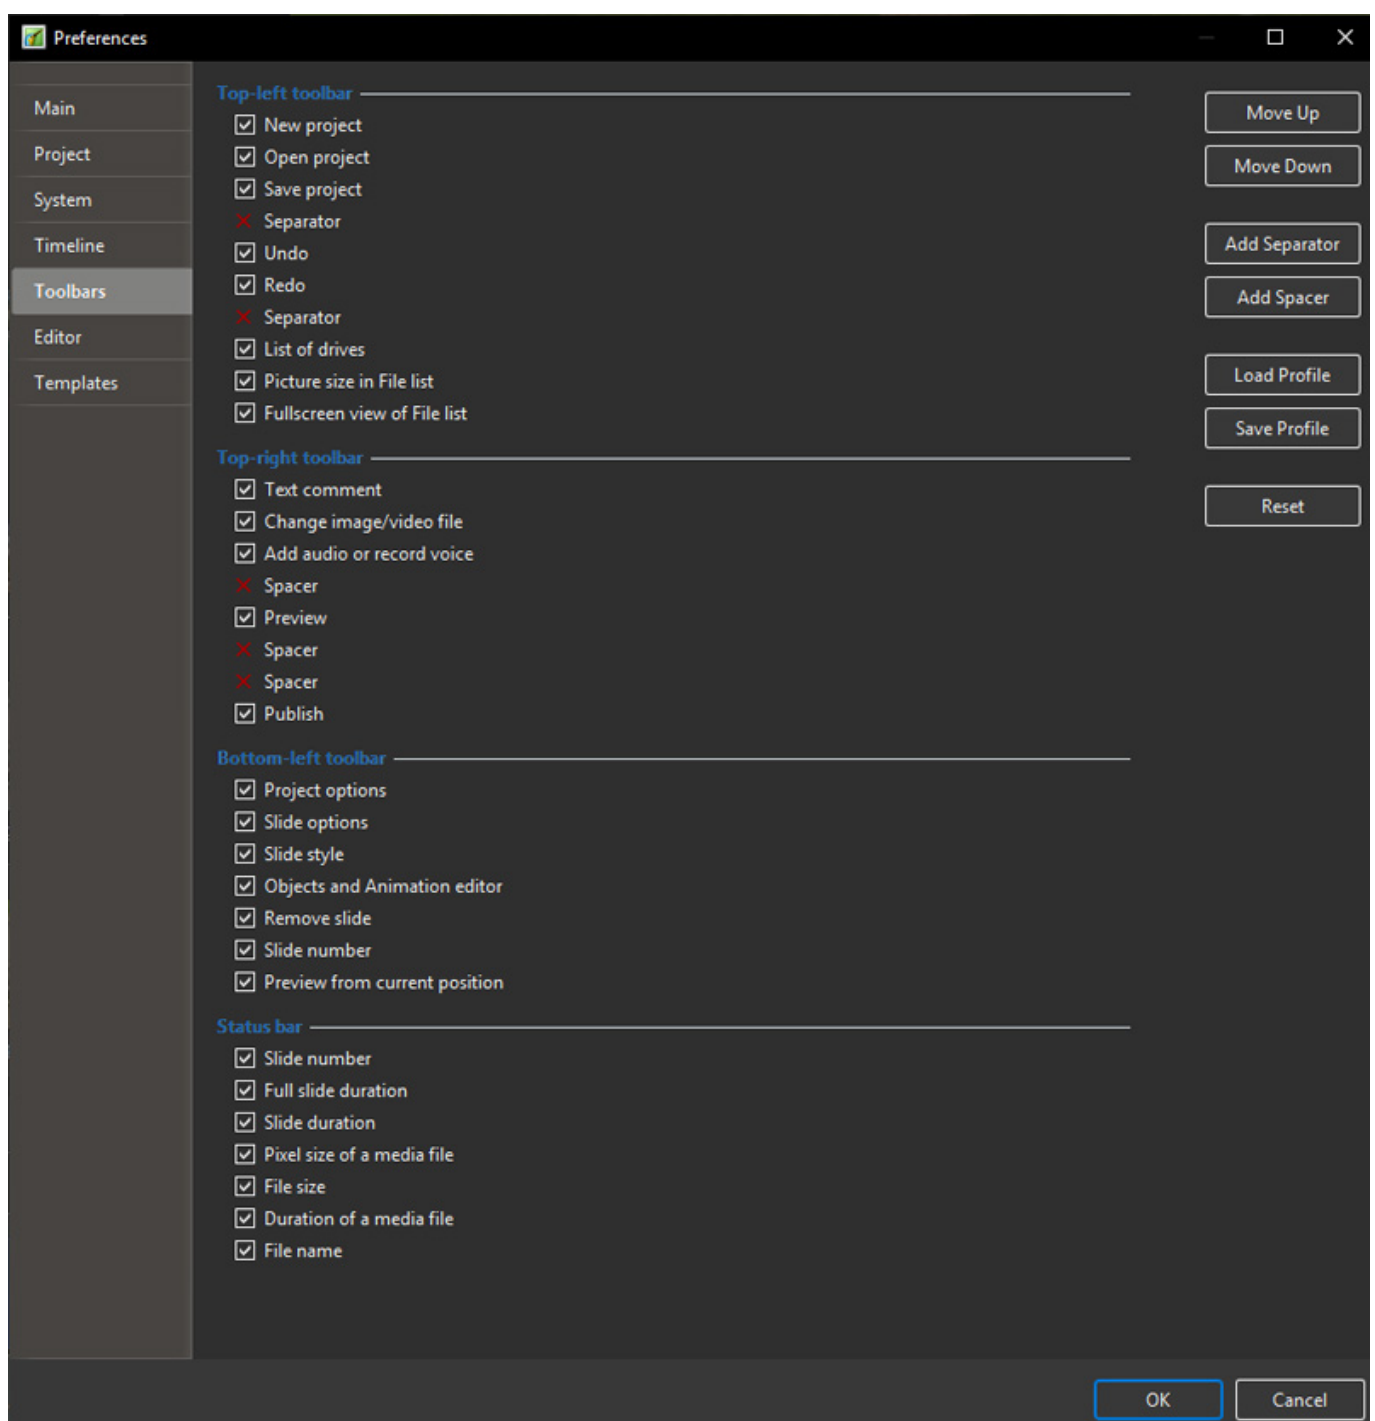 Preferences
Main
Project
System
Timeline
Toolbars
Editor
Templates
Top-left toolbar
New project
Open project
Save project
Separator
Undo
Redo
Separator
List of drives
Picture size in File list
Fullscreen view of File list
Top-right toolbar
Text comment
Change image/video file
Add audio or record voice
Spacer
Preview
Spacer
Spacer
Publish
Bottom-left toolbar
Project options
Slide options
Slide style
Objects and Animation editor
Remove slide
Slide number
Preview from current position
Status bar
Slide number
Full slide duration
Slide duration
Pixel size of a media file
File size
Duration of a media file
File name
Move Up
Move Down
Add Separator
Add Spacer
Load Profile
Save Profile
Reset
OK
Cancel